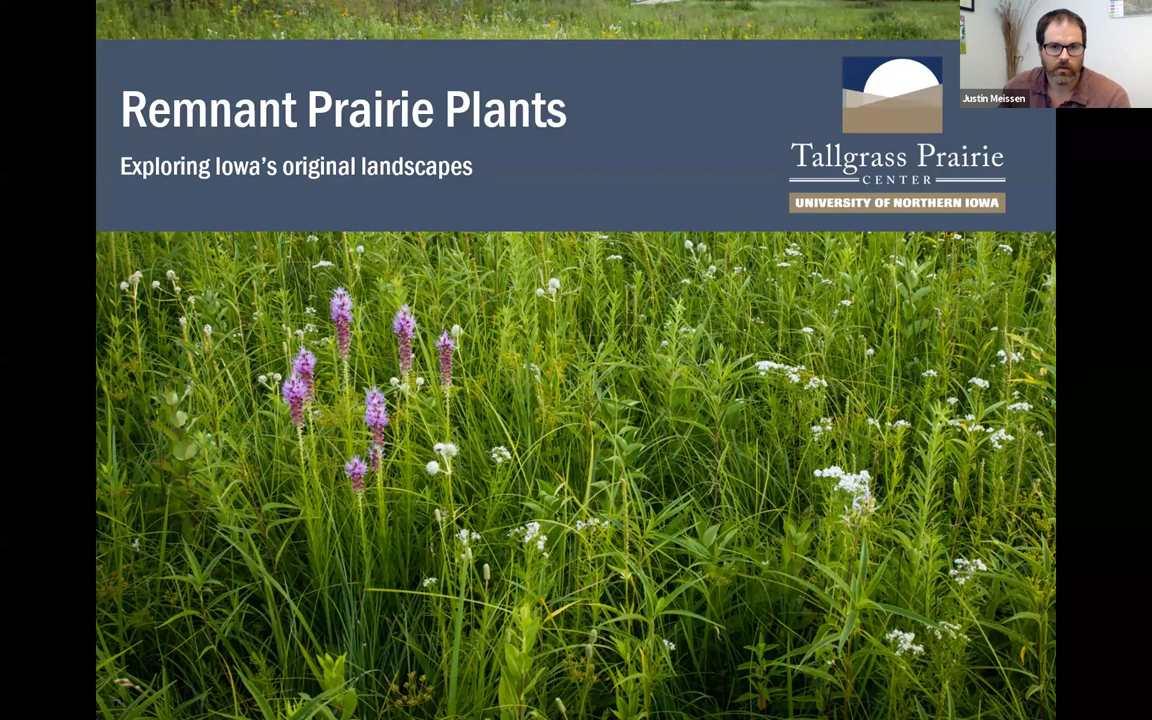 Remnant Prairie Plants
Exploring Iowa's original landscapes
Tallgrass Prairie
CENTER
UNIVERSITY OF NORTHERN IOWA
Justin Meissen